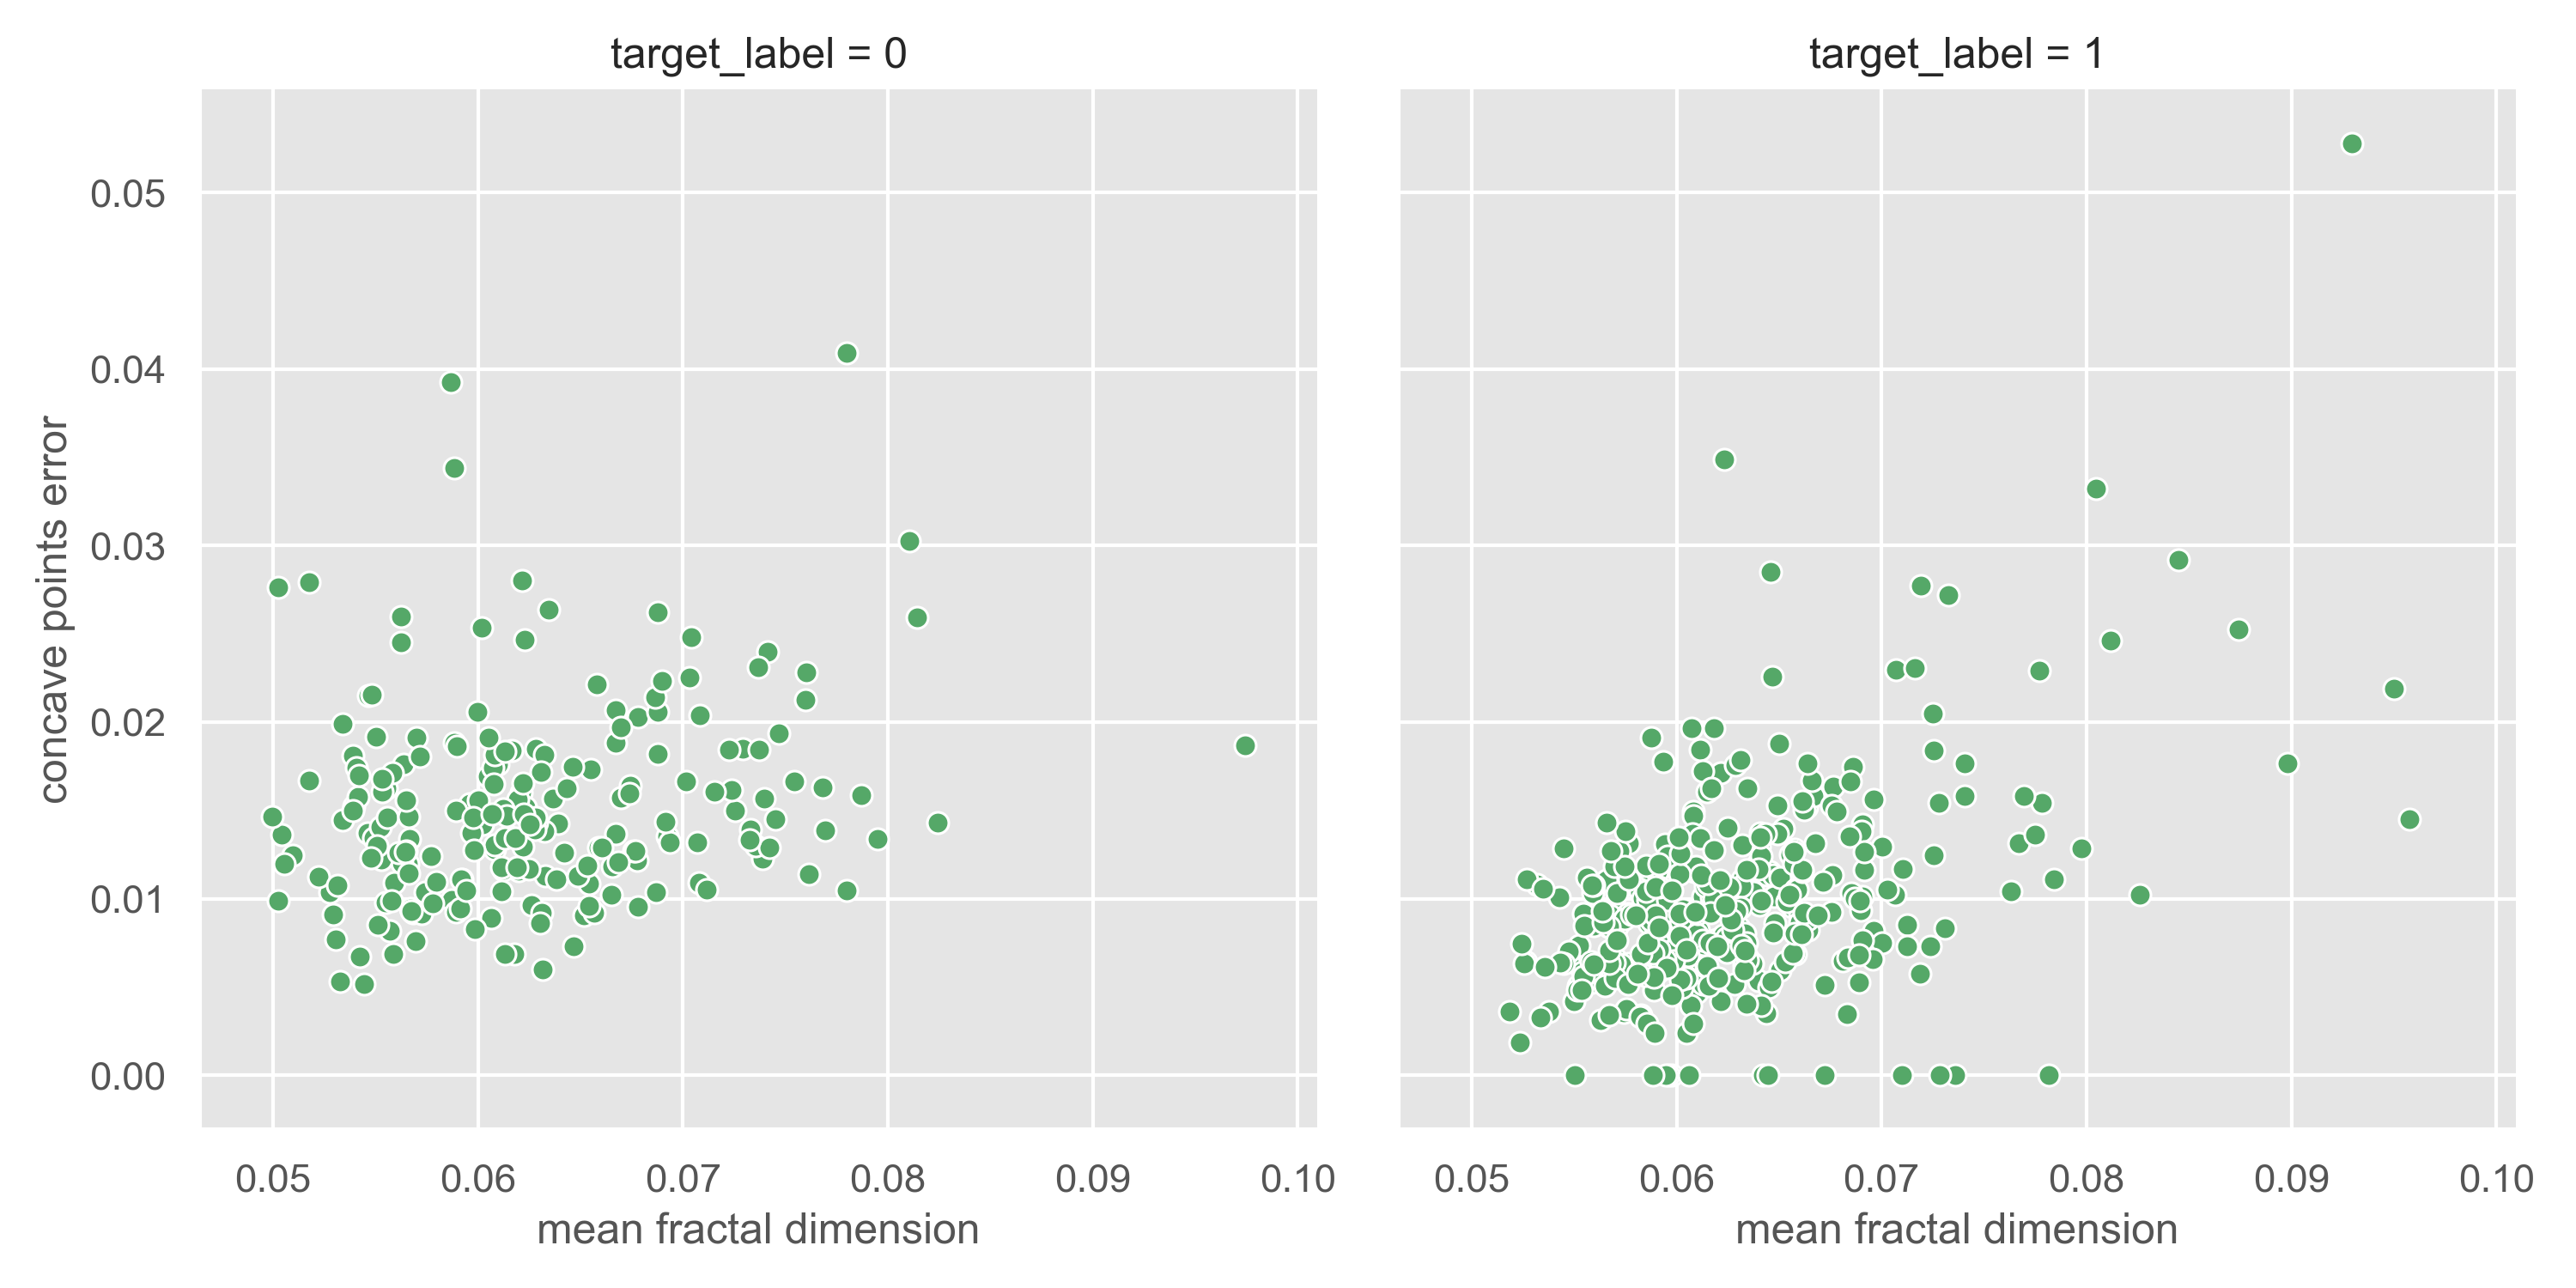 target_label = 0
target_label = 1
concave points error
0.05
0.04
0.03
0.02
0.01
0.00
0.05 0.06 0.07 0.08 0.09 0.10
0.05 0.06 0.07 0.08 0.09 0.10
mean fractal dimension
mean fractal dimension